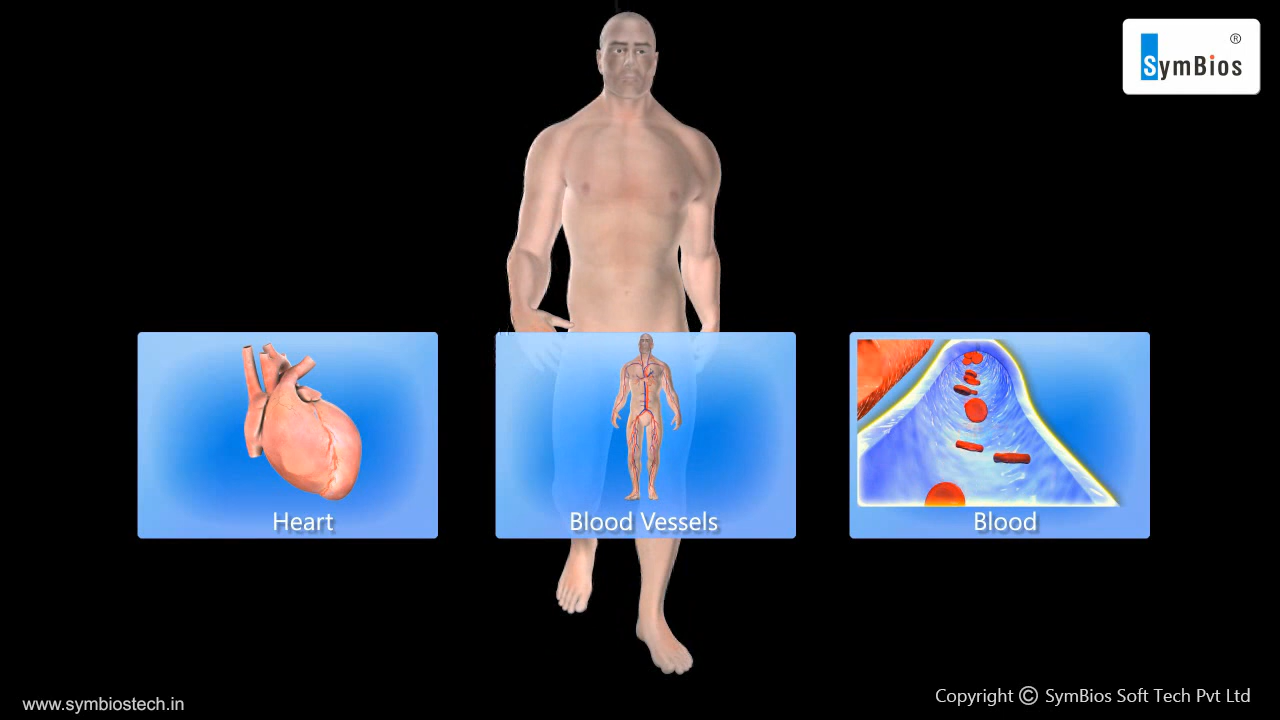 ®
SymBios
Heart
Blood Vessels
Blood
www.symbiostech.in
Copyright © SymBios Soft Tech Pvt Ltd